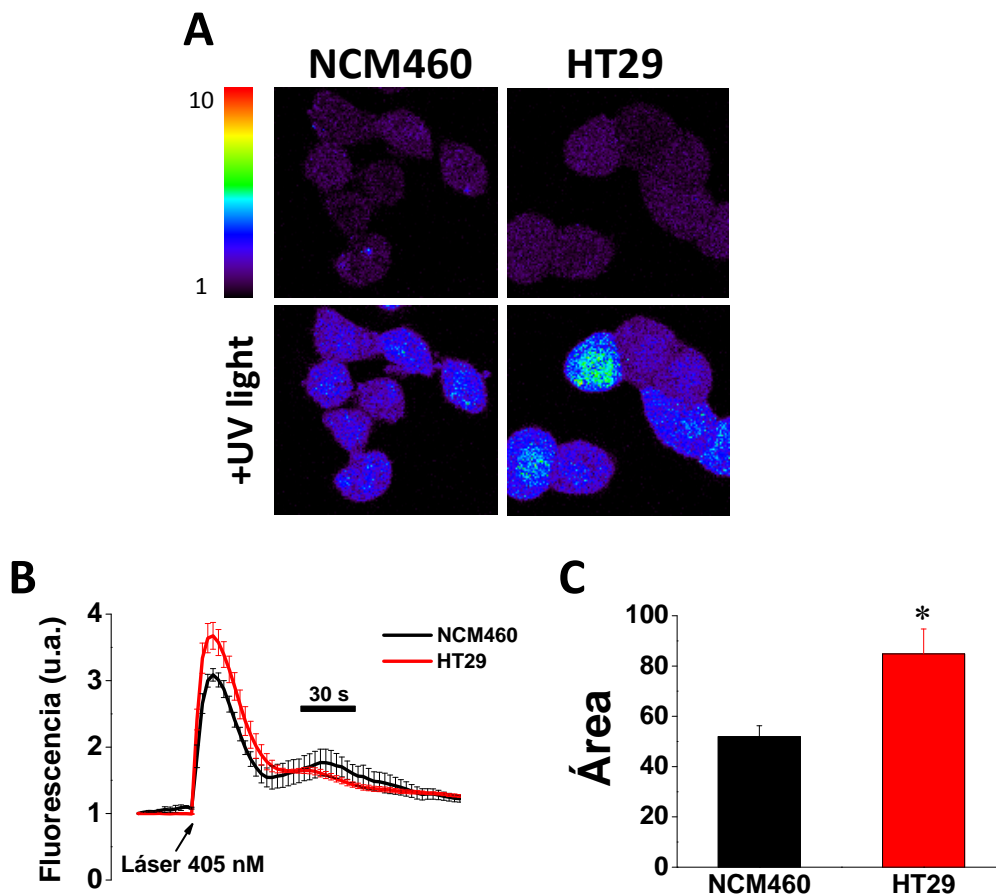 A
NCM460
HT29
10
1
+UV light
B
Fluorescencia (u.a.)
4
3
2
1
0
NCM460
HT29
30 s
Láser 405 nM
C
Área
100
80
60
40
20
0
*
NCM460
HT29